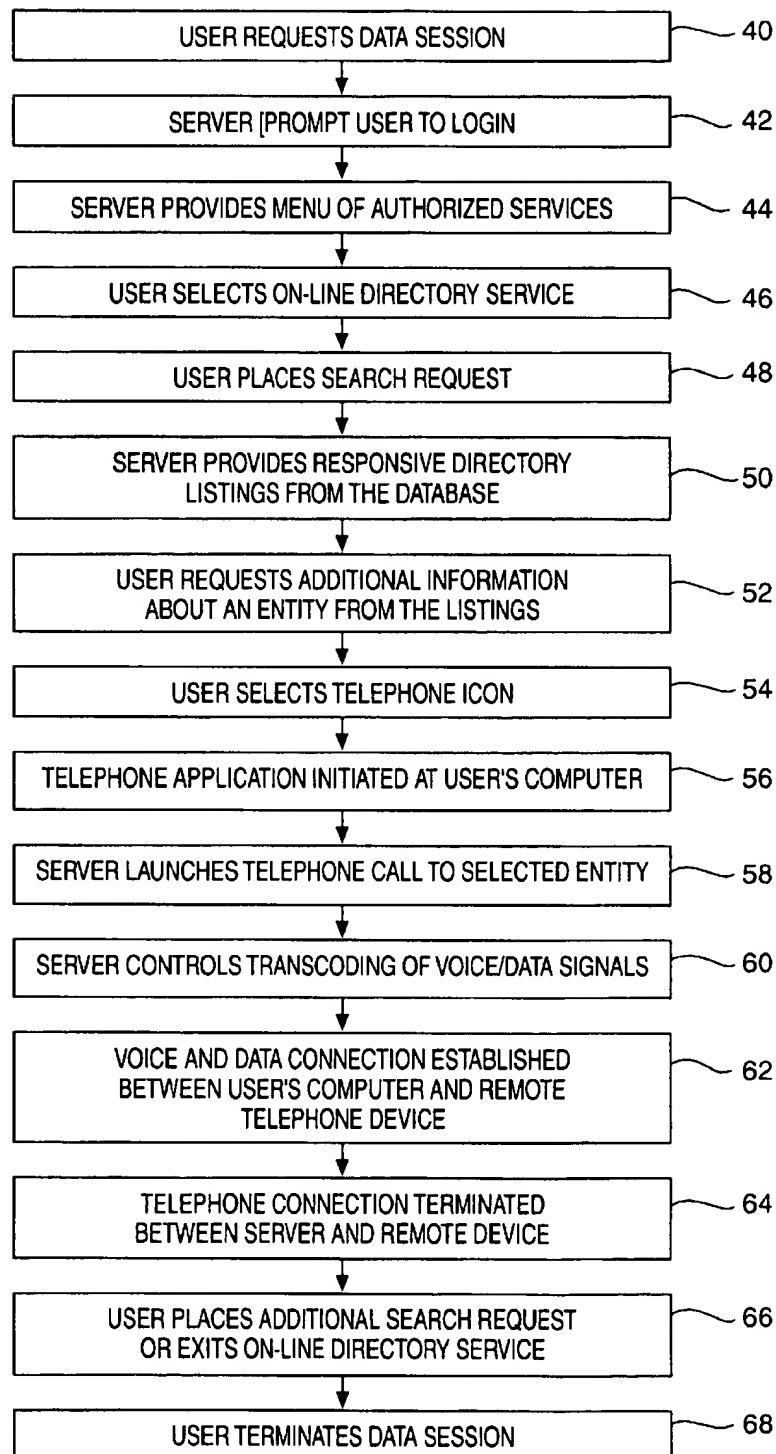 USER REQUESTS DATA SESSION 40
SERVER [PROMPT USER TO LOGIN 42
SERVER PROVIDES MENU OF AUTHORIZED SERVICES 44
USER SELECTS ON-LINE DIRECTORY SERVICE 46
USER PLACES SEARCH REQUEST 48
SERVER PROVIDES RESPONSIVE DIRECTORY
LISTINGS FROM THE DATABASE 50
USER REQUESTS ADDITIONAL INFORMATION
ABOUT AN ENTITY FROM THE LISTINGS 52
USER SELECTS TELEPHONE ICON 54
TELEPHONE APPLICATION INITIATED AT USER'S COMPUTER 56
SERVER LAUNCHES TELEPHONE CALL TO SELECTED ENTITY 58
SERVER CONTROLS TRANSCODING OF VOICE/DATA SIGNALS 60
VOICE AND DATA CONNECTION ESTABLISHED
BETWEEN USER'S COMPUTER AND REMOTE 62
TELEPHONE DEVICE
TELEPHONE CONNECTION TERMINATED
BETWEEN SERVER AND REMOTE DEVICE 64
USER PLACES ADDITIONAL SEARCH REQUEST
OR EXITS ON-LINE DIRECTORY SERVICE 66
USER TERMINATES DATA SESSION 68